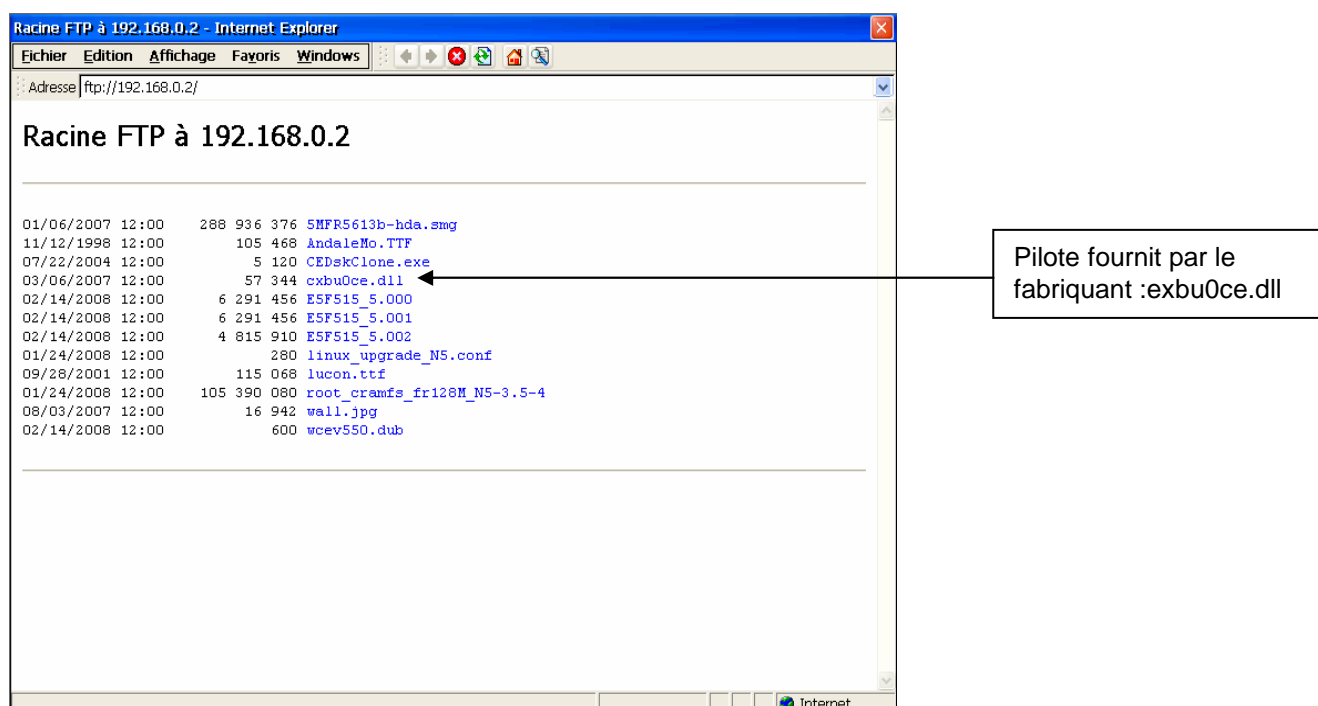 Racine FTP à 192.168.0.2 - Internet Explorer
Fichier Edition Affichage Favoris Windows
Adresse ftp://192.168.0.2/
Racine FTP à 192.168.0.2
01/06/2007 12:00 288 936 376 5MFR5613b-hda.smg
11/12/1998 12:00 105 468 AndaleMo.TTF
07/22/2004 12:00 5 120 CEDskClone.exe
03/06/2007 12:00 57 344 cxbu0ce.dll
02/14/2008 12:00 6 291 456 E5F515_5.000
02/14/2008 12:00 6 291 456 E5F515_5.001
02/14/2008 12:00 4 815 910 E5F515_5.002
01/24/2008 12:00 280 linux_upgrade_N5.conf
09/28/2001 12:00 115 068 lucon.ttf
01/24/2008 12:00 105 390 080 root_cramfs_fr128M_N5-3.5-4
08/03/2007 12:00 16 942 wall.jpg
02/14/2008 12:00 600 wcev550.dub
Pilote fournit par le
fabriquant :exbu0ce.dll
Internet